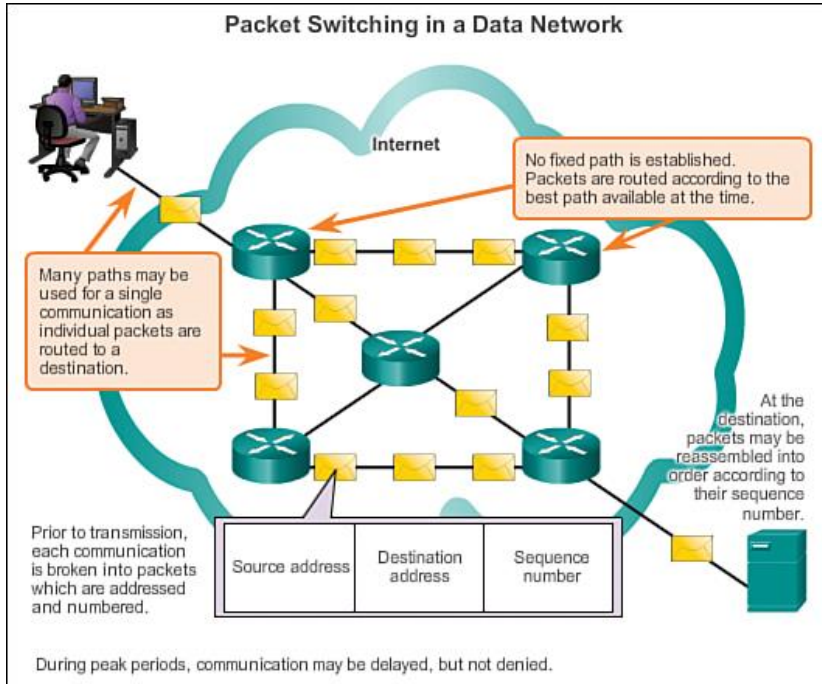 Packet Switching in a Data Network
Internet
No fixed path is established.
Packets are routed according to the
best path available at the time.
Many paths may be
used for a single
communication as
individual packets are
routed to a
destination.
At the
destination,
packets may be
reassembled into
order according to
their sequence
number.
Prior to transmission,
each communication
is broken into packets
which are addressed
and numbered.
Source address
Destination
address
Sequence
number
During peak periods, communication may be delayed, but not denied.